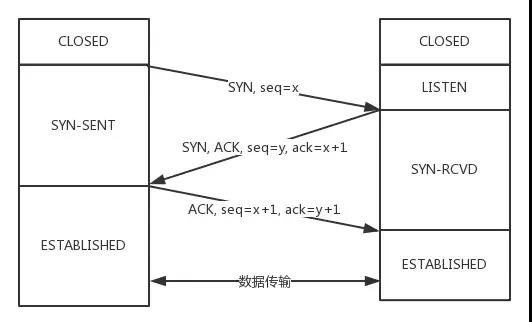 CLOSED
CLOSED
SYN, seq=x
LISTEN
SYN-SENT
SYN, ACK, seq=y, ack=x+1
SYN-RCVD
ACK, seq=x+1, ack=y+1
ESTABLISHED
ESTABLISHED
数据传输